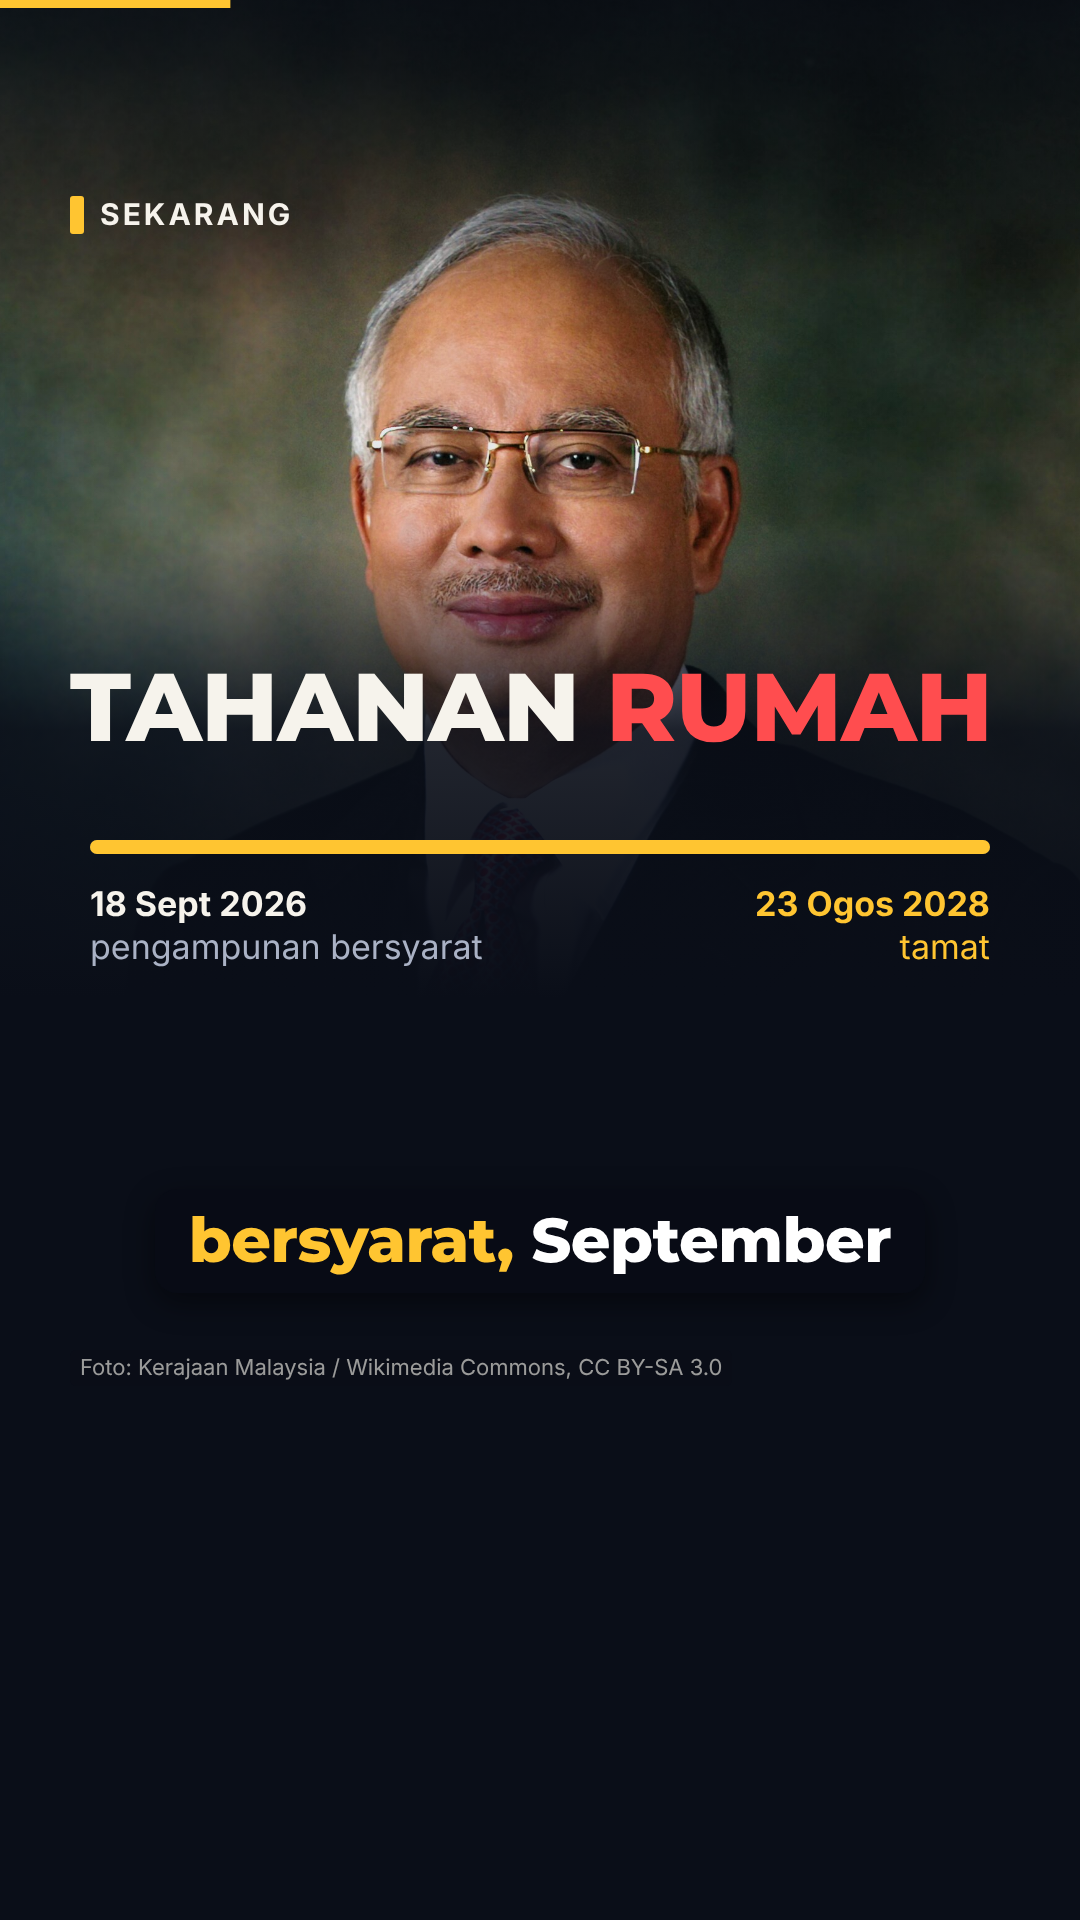 SEKARANG
TAHANAN RUMAH
18 Sept 2026
pengampunan bersyarat
23 Ogos 2028
tamat
bersyarat, September
Foto: Kerajaan Malaysia / Wikimedia Commons, CC BY-SA 3.0